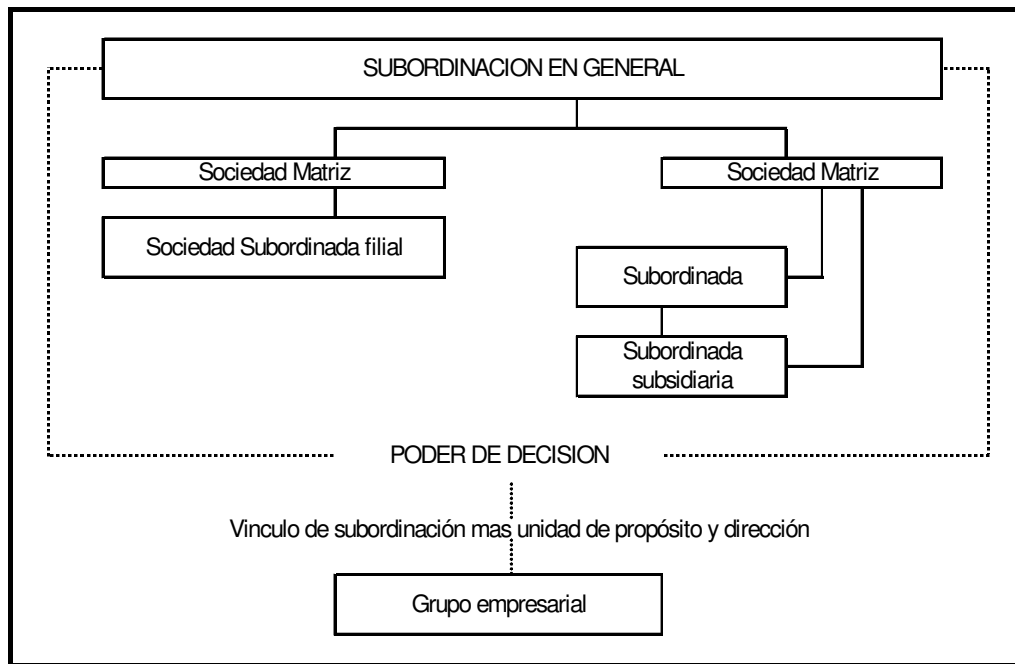 SUBORDINACION EN GENERAL
Sociedad Matriz
Sociedad Matriz
Sociedad Subordinada filial
Subordinada
Subordinada
subsidiaria
PODER DE DECISION
Vinculo de subordinación mas unidad de propósito y dirección
Grupo empresarial